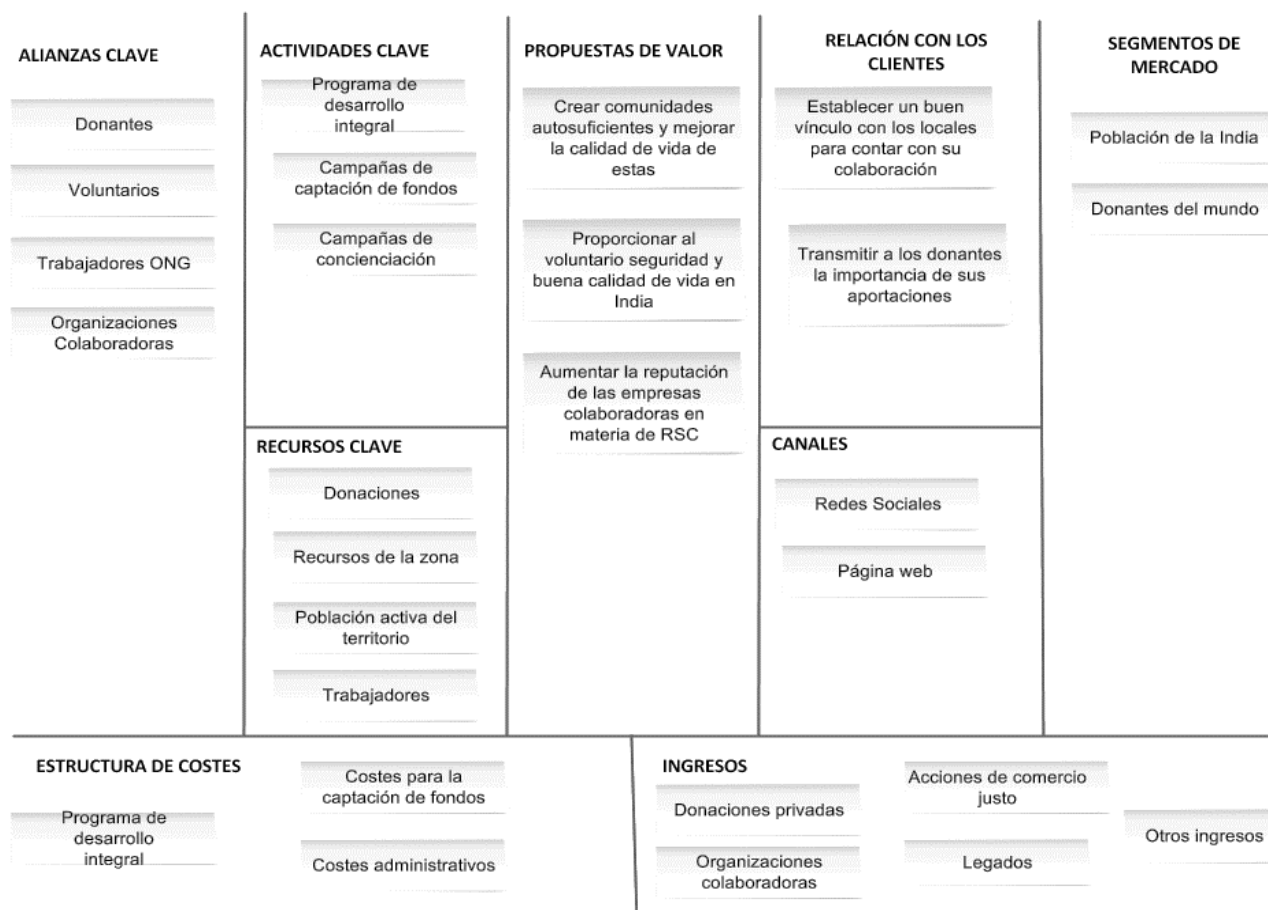 ALIANZAS CLAVE
Donantes
Voluntarios
Trabajadores ONG
Organizaciones
Colaboradoras
ACTIVIDADES CLAVE
Programa de
desarrollo
integral
Campañas de
captación de fondos
Campañas de
concienciación
RECURSOS CLAVE
Donaciones
Recursos de la zona
Población activa del
territorio
Trabajadores
PROPUESTAS DE VALOR
Crear comunidades
autosuficientes y mejorar
la calidad de vida de
estas
Proporcionar al
voluntario seguridad y
buena calidad de vida en
India
Aumentar la reputación
de las empresas
colaboradoras en
materia de RSC
RELACIÓN CON LOS
CLIENTES
Establecer un buen
vínculo con los locales
para contar con su
colaboración
Transmitir a los donantes
la importancia de sus
aportaciones
CANALES
Redes Sociales
Página web
SEGMENTOS DE
MERCADO
Población de la India
Donantes del mundo
ESTRUCTURA DE COSTES
Programa de
desarrollo
integral
Costes para la
captación de fondos
Costes administrativos
INGRESOS
Donaciones privadas
Organizaciones
colaboradoras
Acciones de comercio
justo
Legados
Otros ingresos